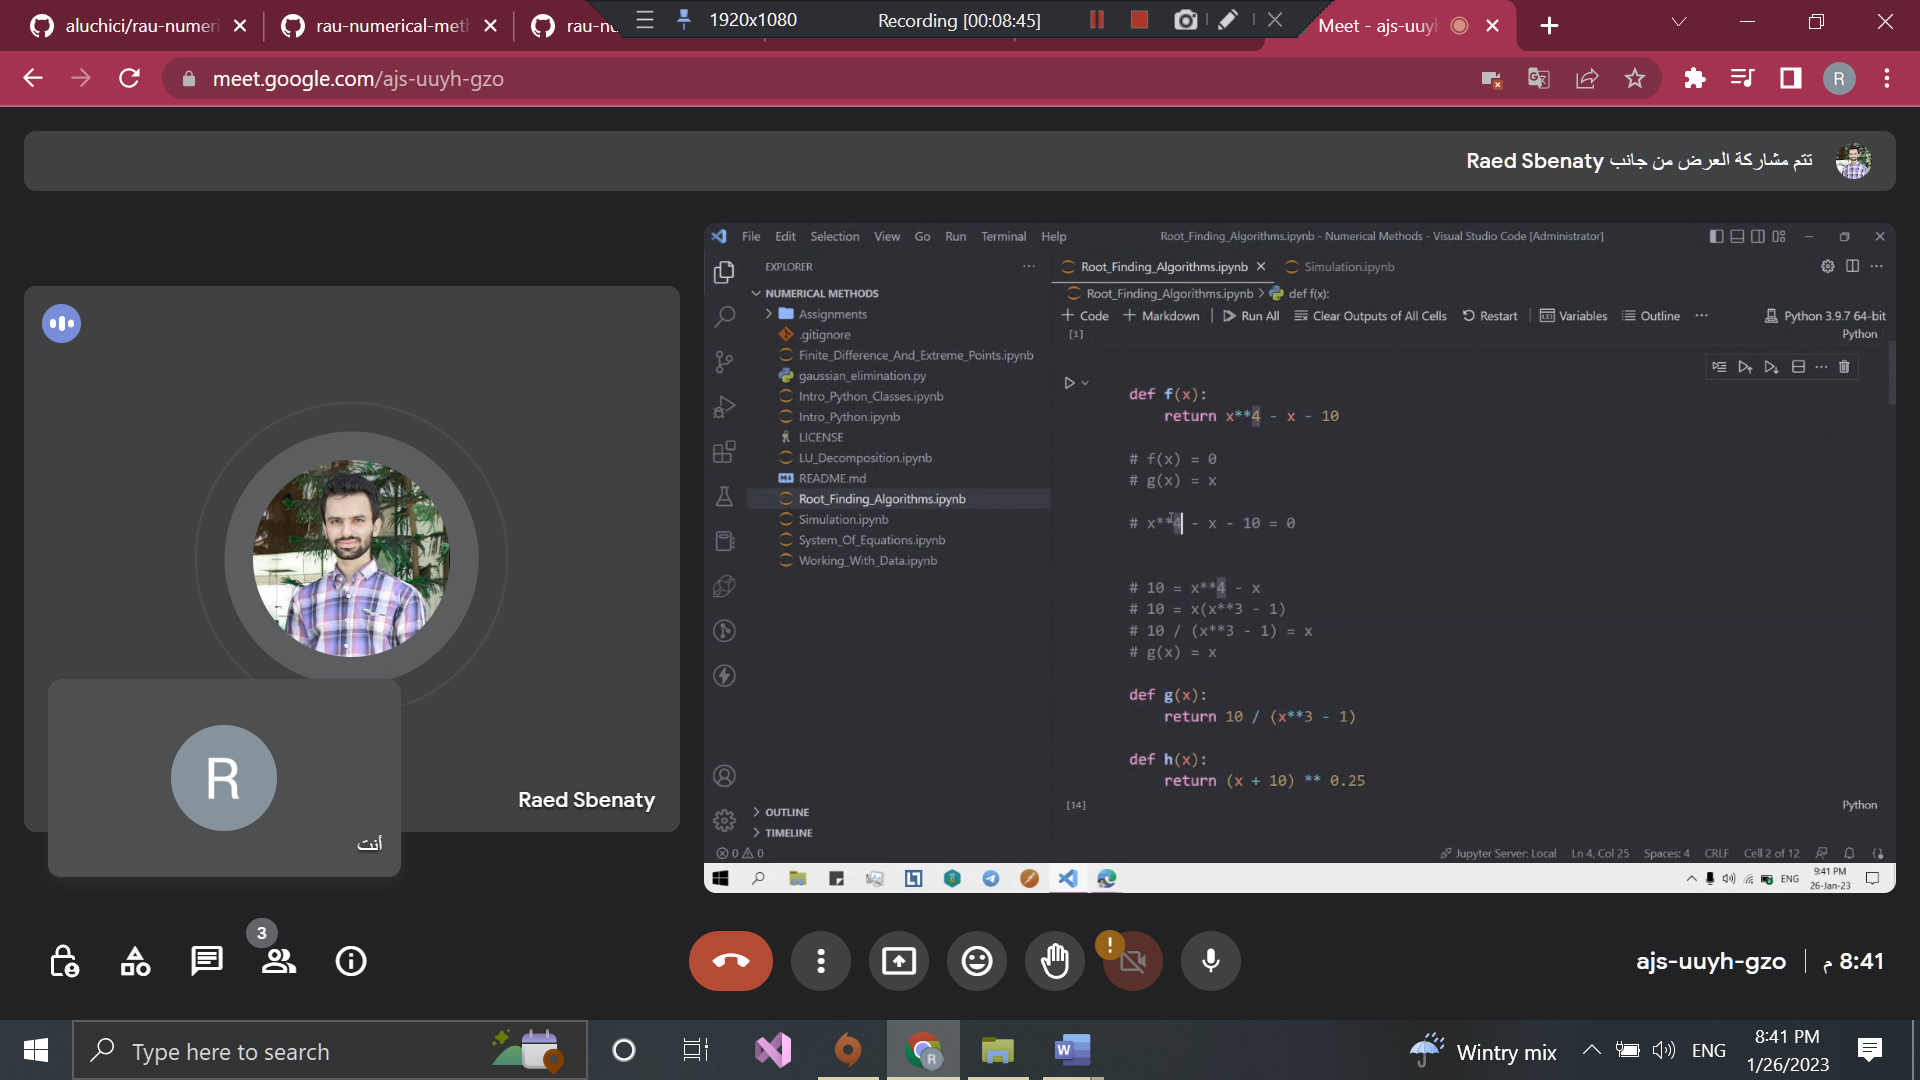 aluchici/rau-numeri
rau-numerical-meth
rau-nu
1920x1080
Recording [00:08:45]
Meet - ajs-uuyh
meet.google.com/ajs-uuyh-gzo
R
تتم مشاركة العرض من جانب Raed Sbenaty
File Edit Selection View Go Run Terminal Help
Root_Finding_Algorithms.ipynb - Numerical Methods - Visual Studio Code [Administrator]
EXPLORER
NUMERICAL METHODS
Assignments
.gitignore
Finite_Difference_And_Extreme_Points.ipynb
gaussian_elimination.py
Intro_Python_Classes.ipynb
Intro_Python.ipynb
LICENSE
LU_Decomposition.ipynb
README.md
Root_Finding_Algorithms.ipynb
Simulation.ipynb
System_Of_Equations.ipynb
Working_With_Data.ipynb
OUTLINE
TIMELINE
Root_Finding_Algorithms.ipynb
Simulation.ipynb
Root_Finding_Algorithms.ipynb > def f(x):
+ Code + Markdown Run All Clear Outputs of All Cells Restart Variables Outline ... Python 3.9.7 64-bit
[1]
Python
def f(x):
return x**4 - x - 10
# f(x) = 0
# g(x) = x
# x**4 - x - 10 = 0
# 10 = x**4 - x
# 10 = x(x**3 - 1)
# 10 / (x**3 - 1) = x
# g(x) = x
def g(x):
return 10 / (x**3 - 1)
def h(x):
return (x + 10) ** 0.25
[14]
Python
0 0
Jupyter Server: Local Ln 4, Col 25 Spaces: 4 CRLF Cell 2 of 12
ENG
9:41 PM
26-Jan-23
Raed Sbenaty
R
أنت
3
ajs-uuyh-gzo
8:41 م
Type here to search
R
W
Wintry mix
ENG
8:41 PM
1/26/2023